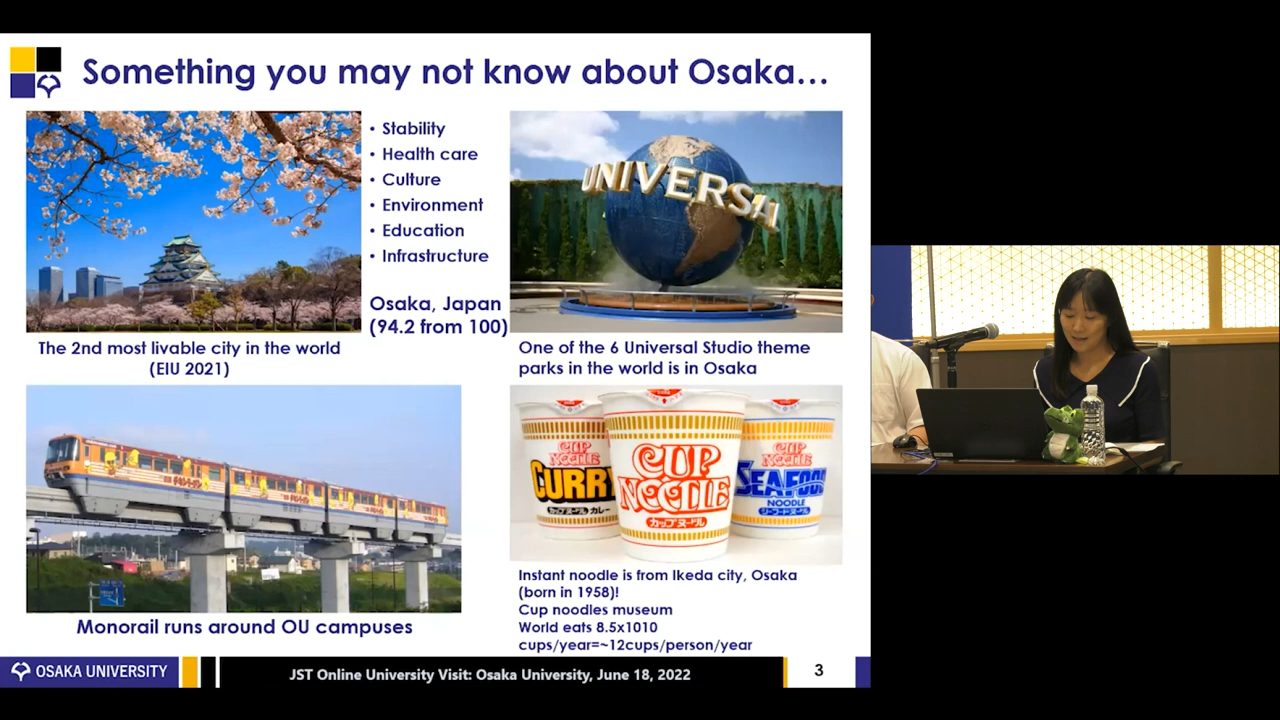 Something you may not know about Osaka...
• Stability
• Health care
• Culture
• Environment
• Education
• Infrastructure
Osaka, Japan
(94.2 from 100)
The 2nd most livable city in the world
(EIU 2021)
UNIVERSAL
One of the 6 Universal Studio theme
parks in the world is in Osaka
Monorail runs around OU campuses
CUP
NOODLE
CURRY
カップヌードル カレー
CUP
NOODLE
カップヌードル
CUP
NOODLE
SEAFOOD
NOODLE
シーフードヌードル
Instant noodle is from Ikeda city, Osaka
(born in 1958)!
Cup noodles museum
World eats 8.5x1010
cups/year=~12cups/person/year
OSAKA UNIVERSITY
JST Online University Visit: Osaka University, June 18, 2022
3